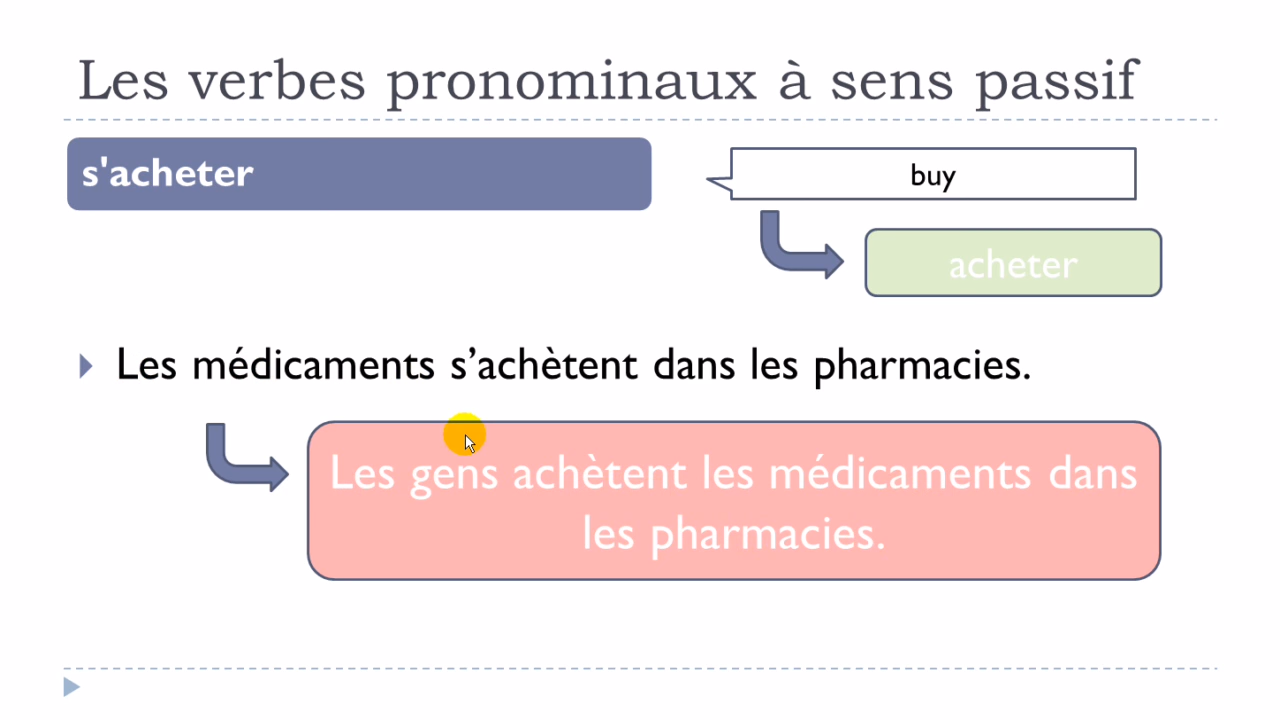 Les verbes pronominaux à sens passif
s'acheter
buy
acheter
Les médicaments s’achètent dans les pharmacies.
Les gens achètent les médicaments dans
les pharmacies.